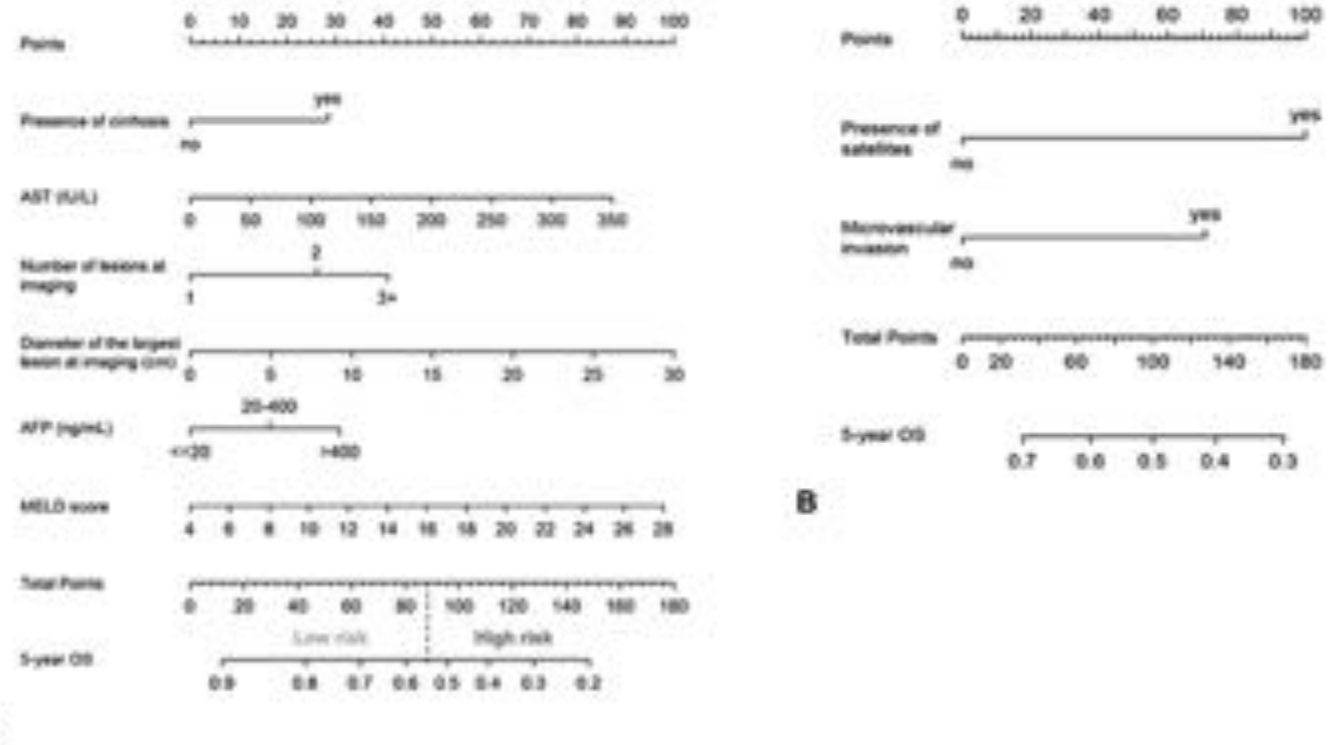 0 10 20 30 40 50 60 70 80 90 100
Points
yes
Presence of cirrhosis
no
AST (IU/L)
0 50 100 150 200 250 300 350
2
Number of lesions at
imaging
1 3+
Diameter of the largest
lesion at imaging (cm)
0 5 10 15 20 25 30
20-400
AFP (ng/mL)
<=20 >400
MELD score
4 6 8 10 12 14 16 18 20 22 24 26 28
Total Points
0 20 40 60 80 100 120 140 160 180
Low risk High risk
5-year OS
0.9 0.8 0.7 0.6 0.5 0.4 0.3 0.2
0 20 40 60 80 100
Points
yes
Presence of
satellites
no
yes
Microvascular
invasion
no
Total Points
0 20 60 100 140 180
5-year OS
0.7 0.6 0.5 0.4 0.3
B